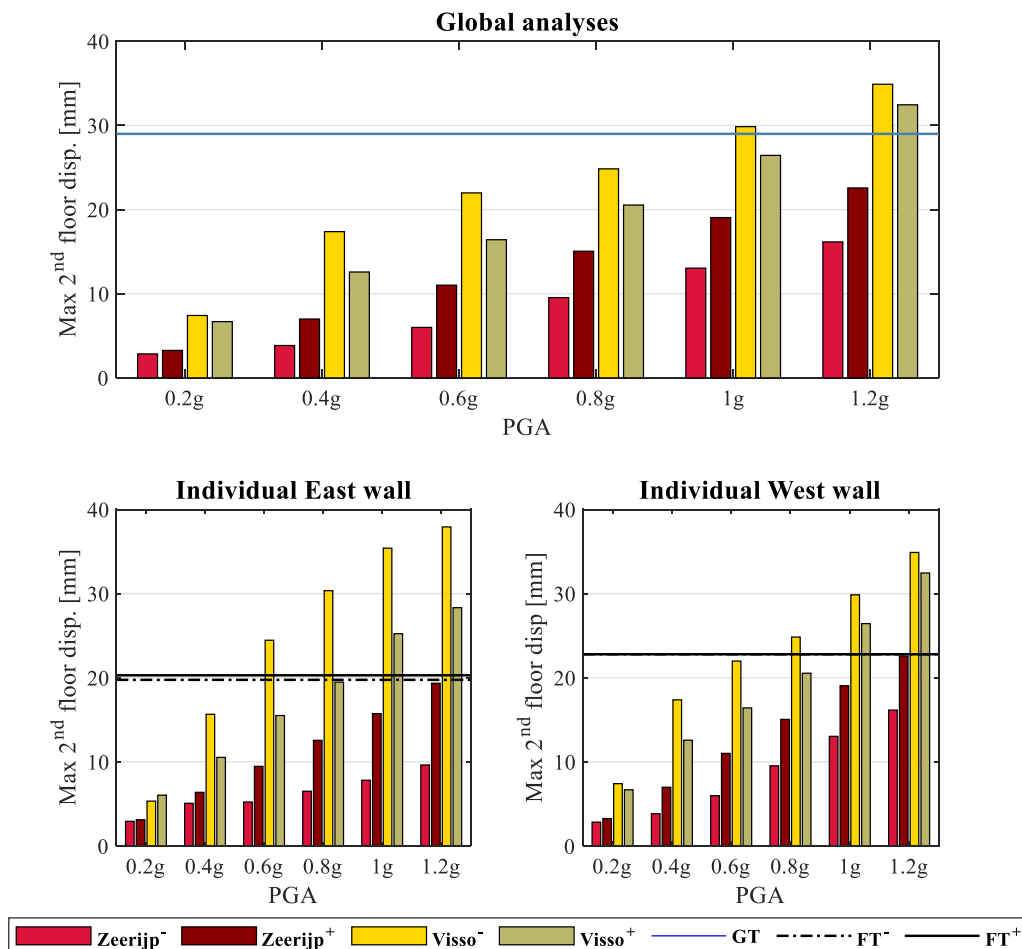 Global analyses
40
30
20
10
0
Max 2nd floor disp. [mm]
0.2g 0.4g 0.6g 0.8g 1g 1.2g
PGA
Individual East wall
40
30
20
10
0
Max 2nd floor disp. [mm]
0.2g 0.4g 0.6g 0.8g 1g 1.2g
PGA
Individual West wall
40
30
20
10
0
Max 2nd floor disp [mm]
0.2g 0.4g 0.6g 0.8g 1g 1.2g
PGA
Zeerijp- Zeerijp+ Visso- Visso+ GT FT- FT+